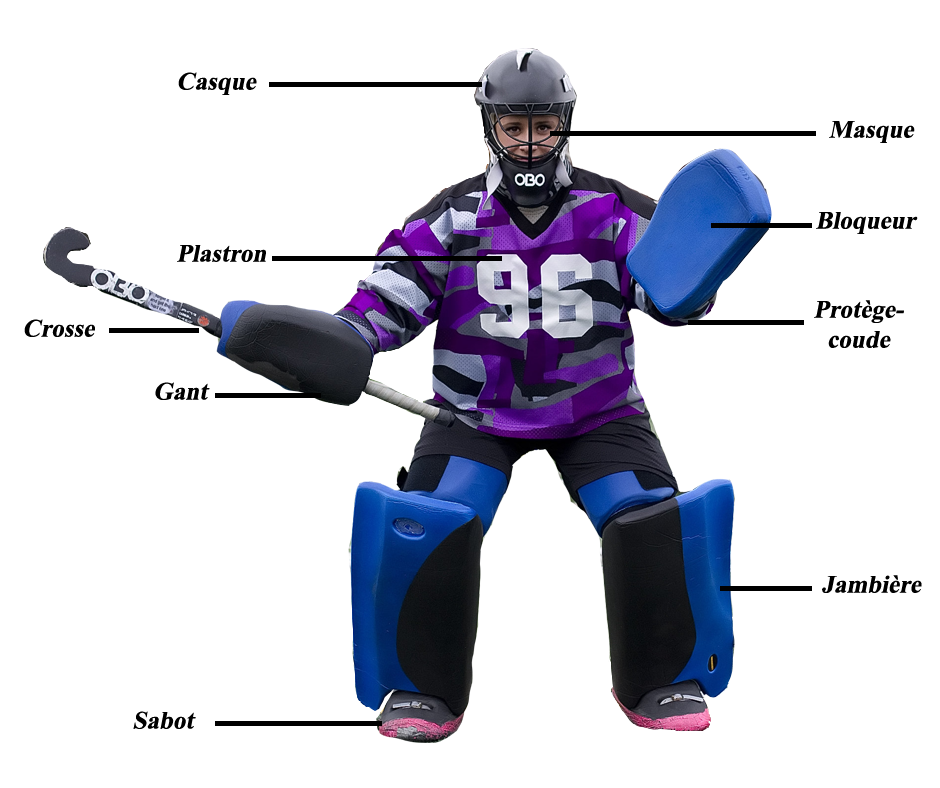 Casque
Masque
OBO
Bloqueur
Plastron
96
OBO
Protège-
coude
Crosse
Gant
Jambière
Sabot